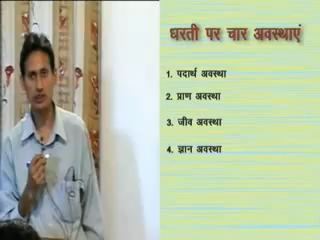 धरती पर चार अवस्थाएं
1. पदार्थ अवस्था
2. प्राण अवस्था
3. जीव अवस्था
4. ज्ञान अवस्था